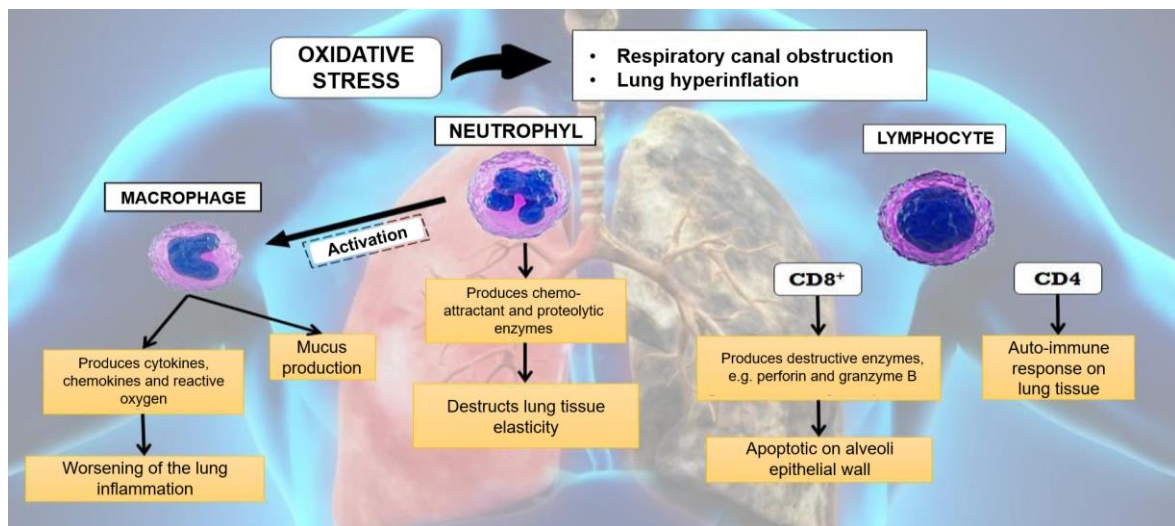 OXIDATIVE
STRESS
• Respiratory canal obstruction
• Lung hyperinflation
NEUTROPHYL
LYMPHOCYTE
MACROPHAGE
Activation
CD8+
CD4
Produces chemo-
attractant and proteolytic
enzymes
Mucus
production
Produces cytokines,
chemokines and reactive
oxygen
Produces destructive enzymes,
e.g. perforin and granzyme B
Auto-immune
response on
lung tissue
Destructs lung tissue
elasticity
Apoptotic on alveoli
epithelial wall
Worsening of the lung
inflammation